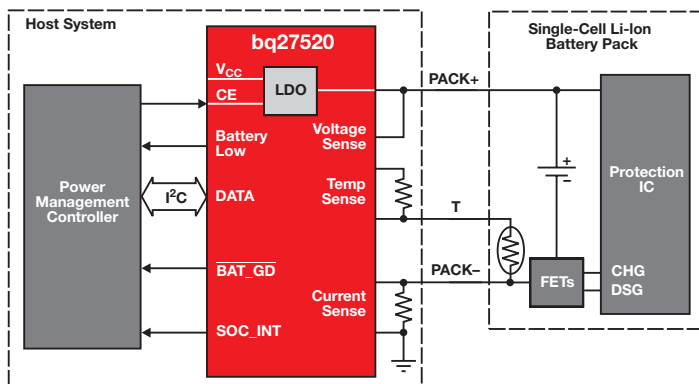 Host System
Single-Cell Li-Ion
Battery Pack
bq27520
VCC
CE
LDO
PACK+
Battery
Low
Voltage
Sense
Power
Management
Controller
I²C
DATA
Temp
Sense
T
Protection
IC
+
–
BAT_GD
PACK–
Current
Sense
FETs
CHG
DSG
SOC_INT